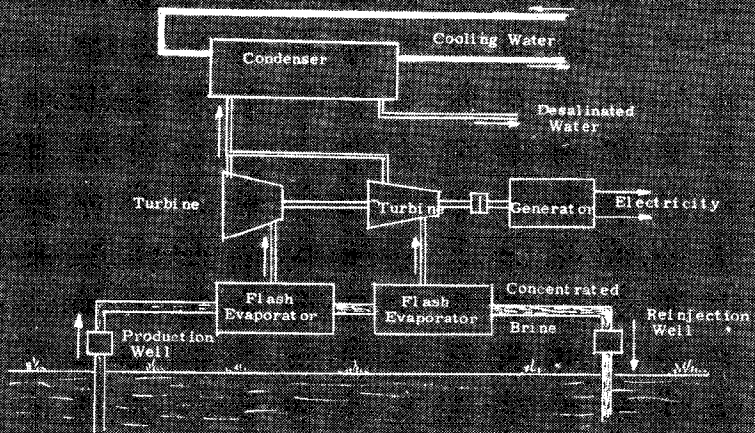 Cooling Water
Condenser
Desalinated
Water
Turbine
Turbine
Generator
Electricity
Flash
Evaporator
Flash
Evaporator
Concentrated
Brine
Production
Well
Reinjection
Well